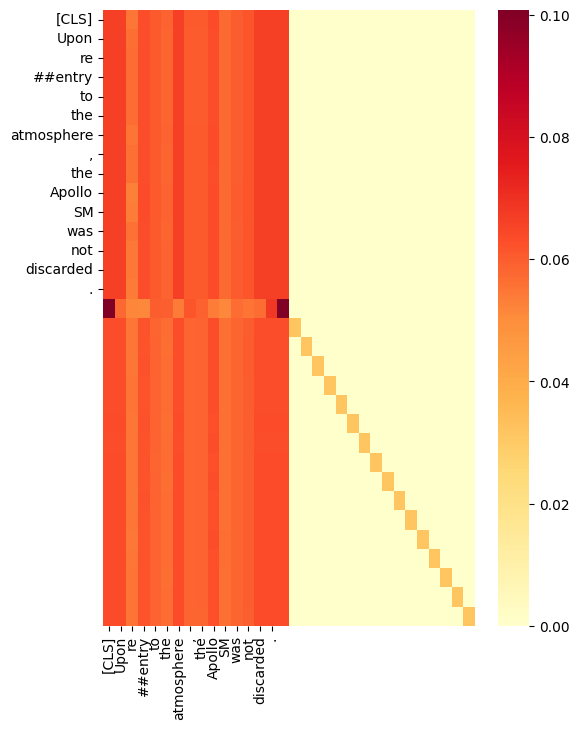 [CLS]
Upon
re
##entry
to
the
atmosphere
,
the
Apollo
SM
was
not
discarded
.
[CLS]
Upon
re
##entry
to
the
atmosphere
,
the
Apollo
SM
was
not
discarded
.
0.10
0.08
0.06
0.04
0.02
0.00